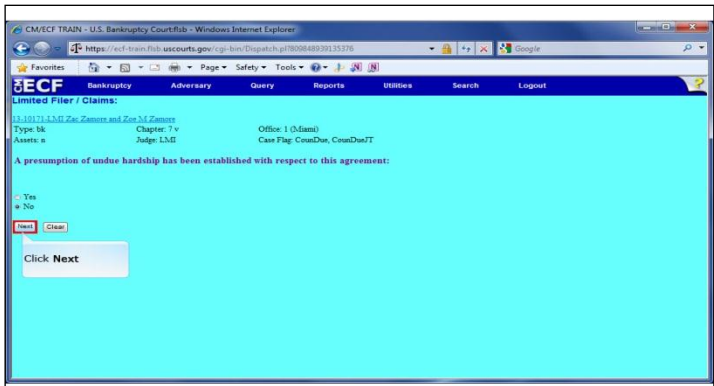 CM/ECF TRAIN - U.S. Bankruptcy Court:flsb - Windows Internet Explorer
https://ecf-train.flsb.uscourts.gov/cgi-bin/Dispatch.pl?809848939135376
Google
Favorites Page Safety Tools
ECF Bankruptcy Adversary Query Reports Utilities Search Logout ?
Limited Filer / Claims:
13-10171-LMI Zac Zamore and Zoe M Zamore
Type: bk Chapter: 7 v Office: 1 (Miami)
Assets: n Judge: LMI Case Flag: CounDue, CounDueJT
A presumption of undue hardship has been established with respect to this agreement:
Yes
No
Next Clear
Click Next